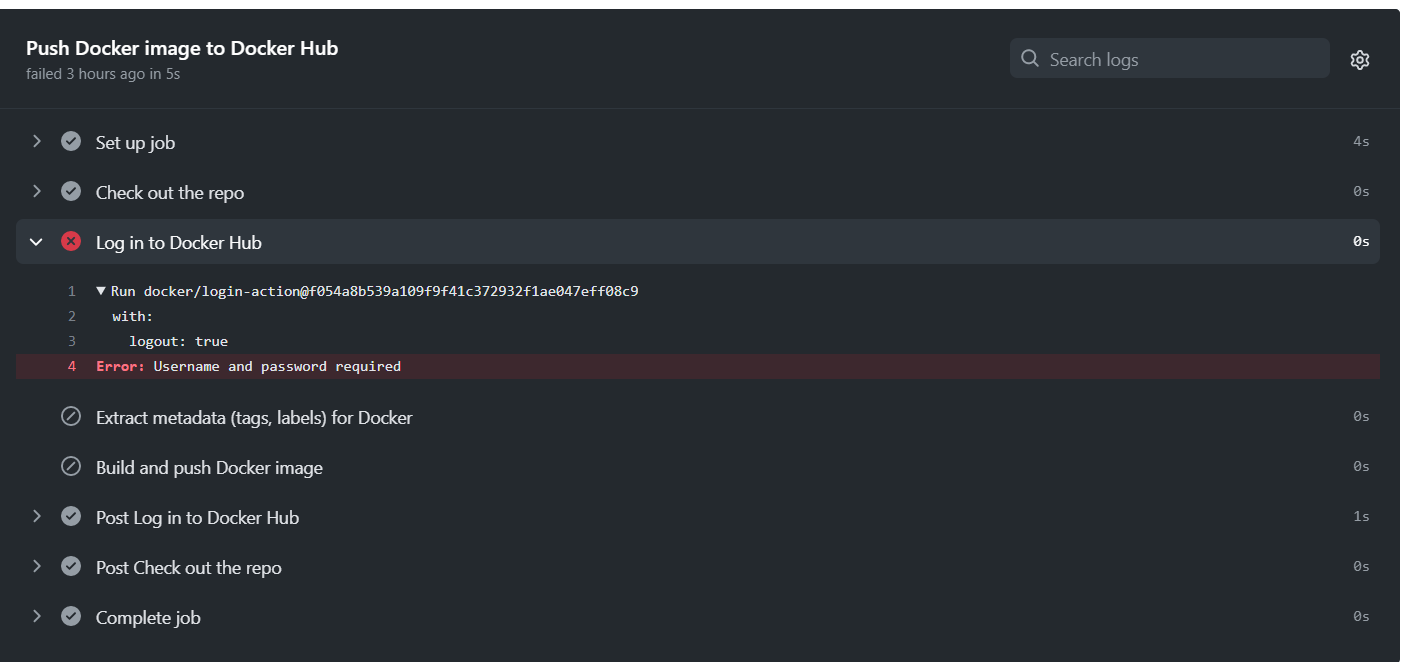 Push Docker image to Docker Hub
failed 3 hours ago in 5s
Search logs
Set up job 4s
Check out the repo 0s
Log in to Docker Hub 0s
1 ▼ Run docker/login-action@f054a8b539a109f9f41c372932f1ae047eff08c9
2 with:
3 logout: true
4 Error: Username and password required
Extract metadata (tags, labels) for Docker 0s
Build and push Docker image 0s
Post Log in to Docker Hub 1s
Post Check out the repo 0s
Complete job 0s